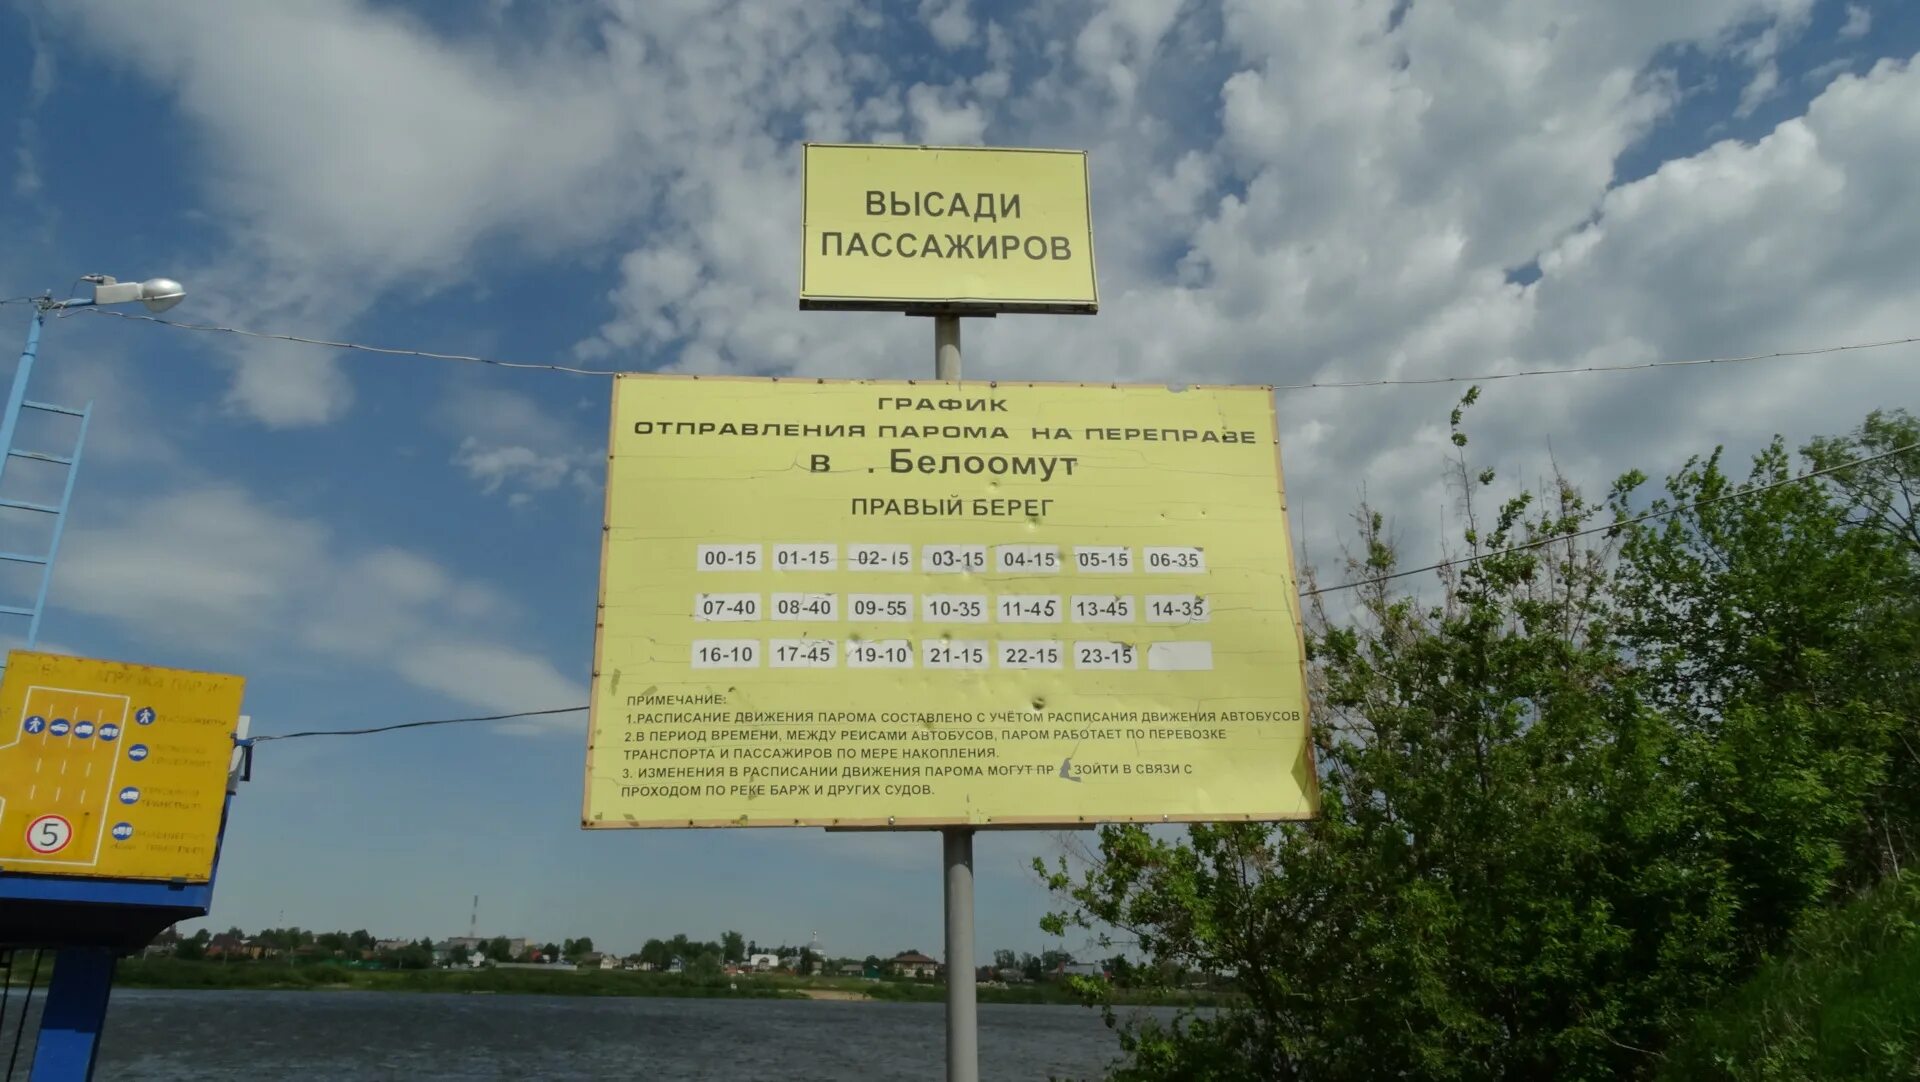 ВЫСАДИ
ПАССАЖИРОВ
ГРАФИК
ОТПРАВЛЕНИЯ ПАРОМА НА ПЕРЕПРАВЕ
в . Белоомут
ПРАВЫЙ БЕРЕГ
00-15 01-15 02-15 03-15 04-15 05-15 06-35
07-40 08-40 09-55 10-35 11-45 13-45 14-35
16-10 17-45 19-10 21-15 22-15 23-15
ПРИМЕЧАНИЕ:
1.РАСПИСАНИЕ ДВИЖЕНИЯ ПАРОМА СОСТАВЛЕНО С УЧЁТОМ РАСПИСАНИЯ ДВИЖЕНИЯ АВТОБУСОВ
2.В ПЕРИОД ВРЕМЕНИ, МЕЖДУ РЕИСАМИ АВТОБУСОВ, ПАРОМ РАБОТАЕТ ПО ПЕРЕВОЗКЕ
ТРАНСПОРТА И ПАССАЖИРОВ ПО МЕРЕ НАКОПЛЕНИЯ.
3. ИЗМЕНЕНИЯ В РАСПИСАНИИ ДВИЖЕНИЯ ПАРОМА МОГУТ ПР ЗОЙТИ В СВЯЗИ С
ПРОХОДОМ ПО РЕКЕ БАРЖ И ДРУГИХ СУДОВ.
ПАССАЖИРЫ
5